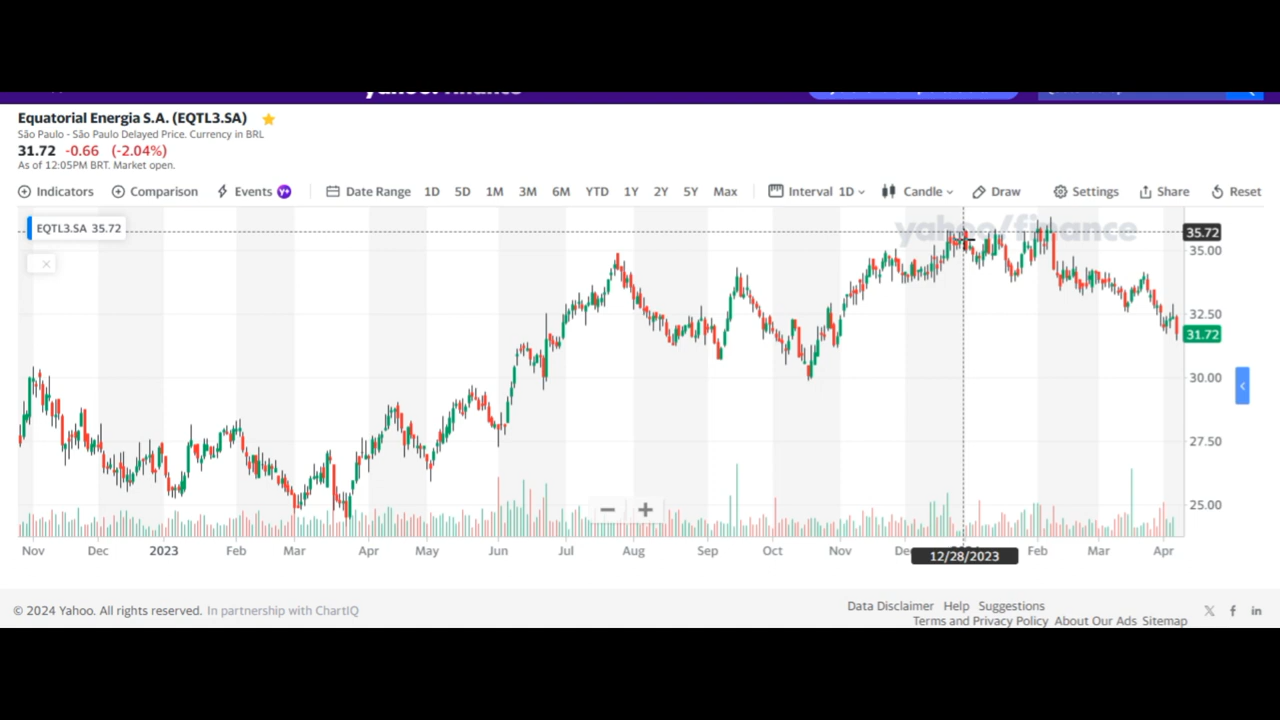 Equatorial Energia S.A. (EQTL3.SA)
São Paulo - São Paulo Delayed Price. Currency in BRL
31.72 -0.66 (-2.04%)
As of 12:05PM BRT. Market open.
Indicators Comparison Events Y+ Date Range 1D 5D 1M 3M 6M YTD 1Y 2Y 5Y Max Interval 1D Candle Draw Settings Share Reset
EQTL3.SA 35.72
yahoo/finance
35.72
35.00
32.50
31.72
30.00
27.50
25.00
Nov Dec 2023 Feb Mar Apr May Jun Jul Aug Sep Oct Nov Feb Mar Apr
12/28/2023
© 2024 Yahoo. All rights reserved. In partnership with ChartIQ
Data Disclaimer Help Suggestions
Terms and Privacy Policy About Our Ads Sitemap